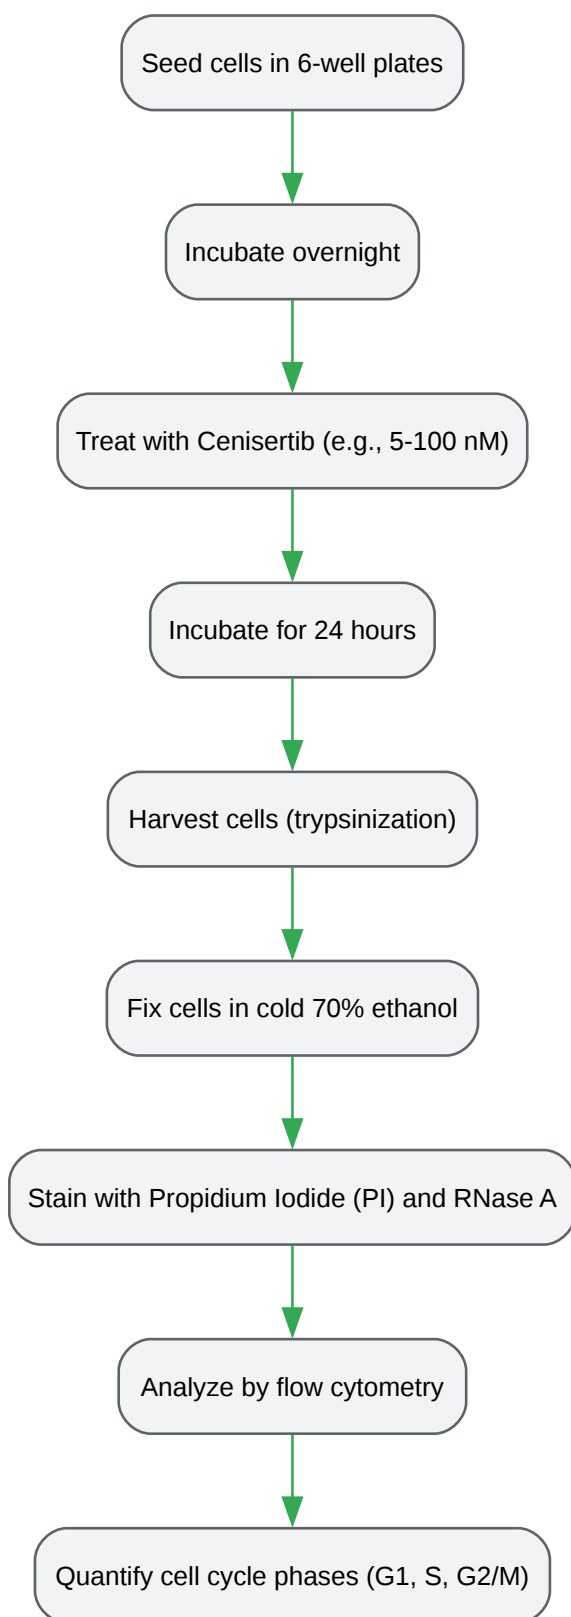 Seed cells in 6-well plates
Incubate overnight
Treat with Cenisertib (e.g., 5-100 nM)
Incubate for 24 hours
Harvest cells (trypsinization)
Fix cells in cold 70% ethanol
Stain with Propidium Iodide (PI) and RNase A
Analyze by flow cytometry
Quantify cell cycle phases (G1, S, G2/M)